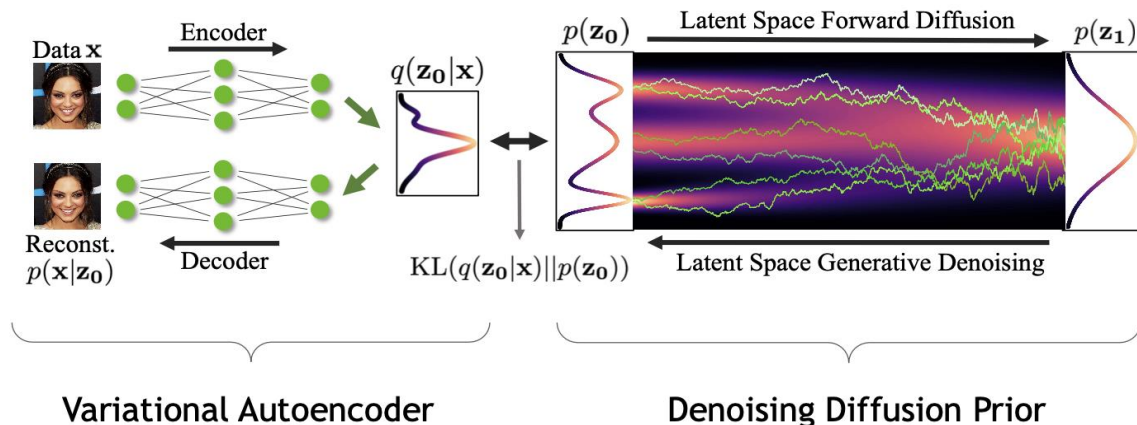 Data x
Encoder
q(z₀|x)
p(z₀)
Latent Space Forward Diffusion
p(z₁)
Reconst.
p(x|z₀)
Decoder
KL(q(z₀|x)||p(z₀))
Latent Space Generative Denoising
Variational Autoencoder
Denoising Diffusion Prior